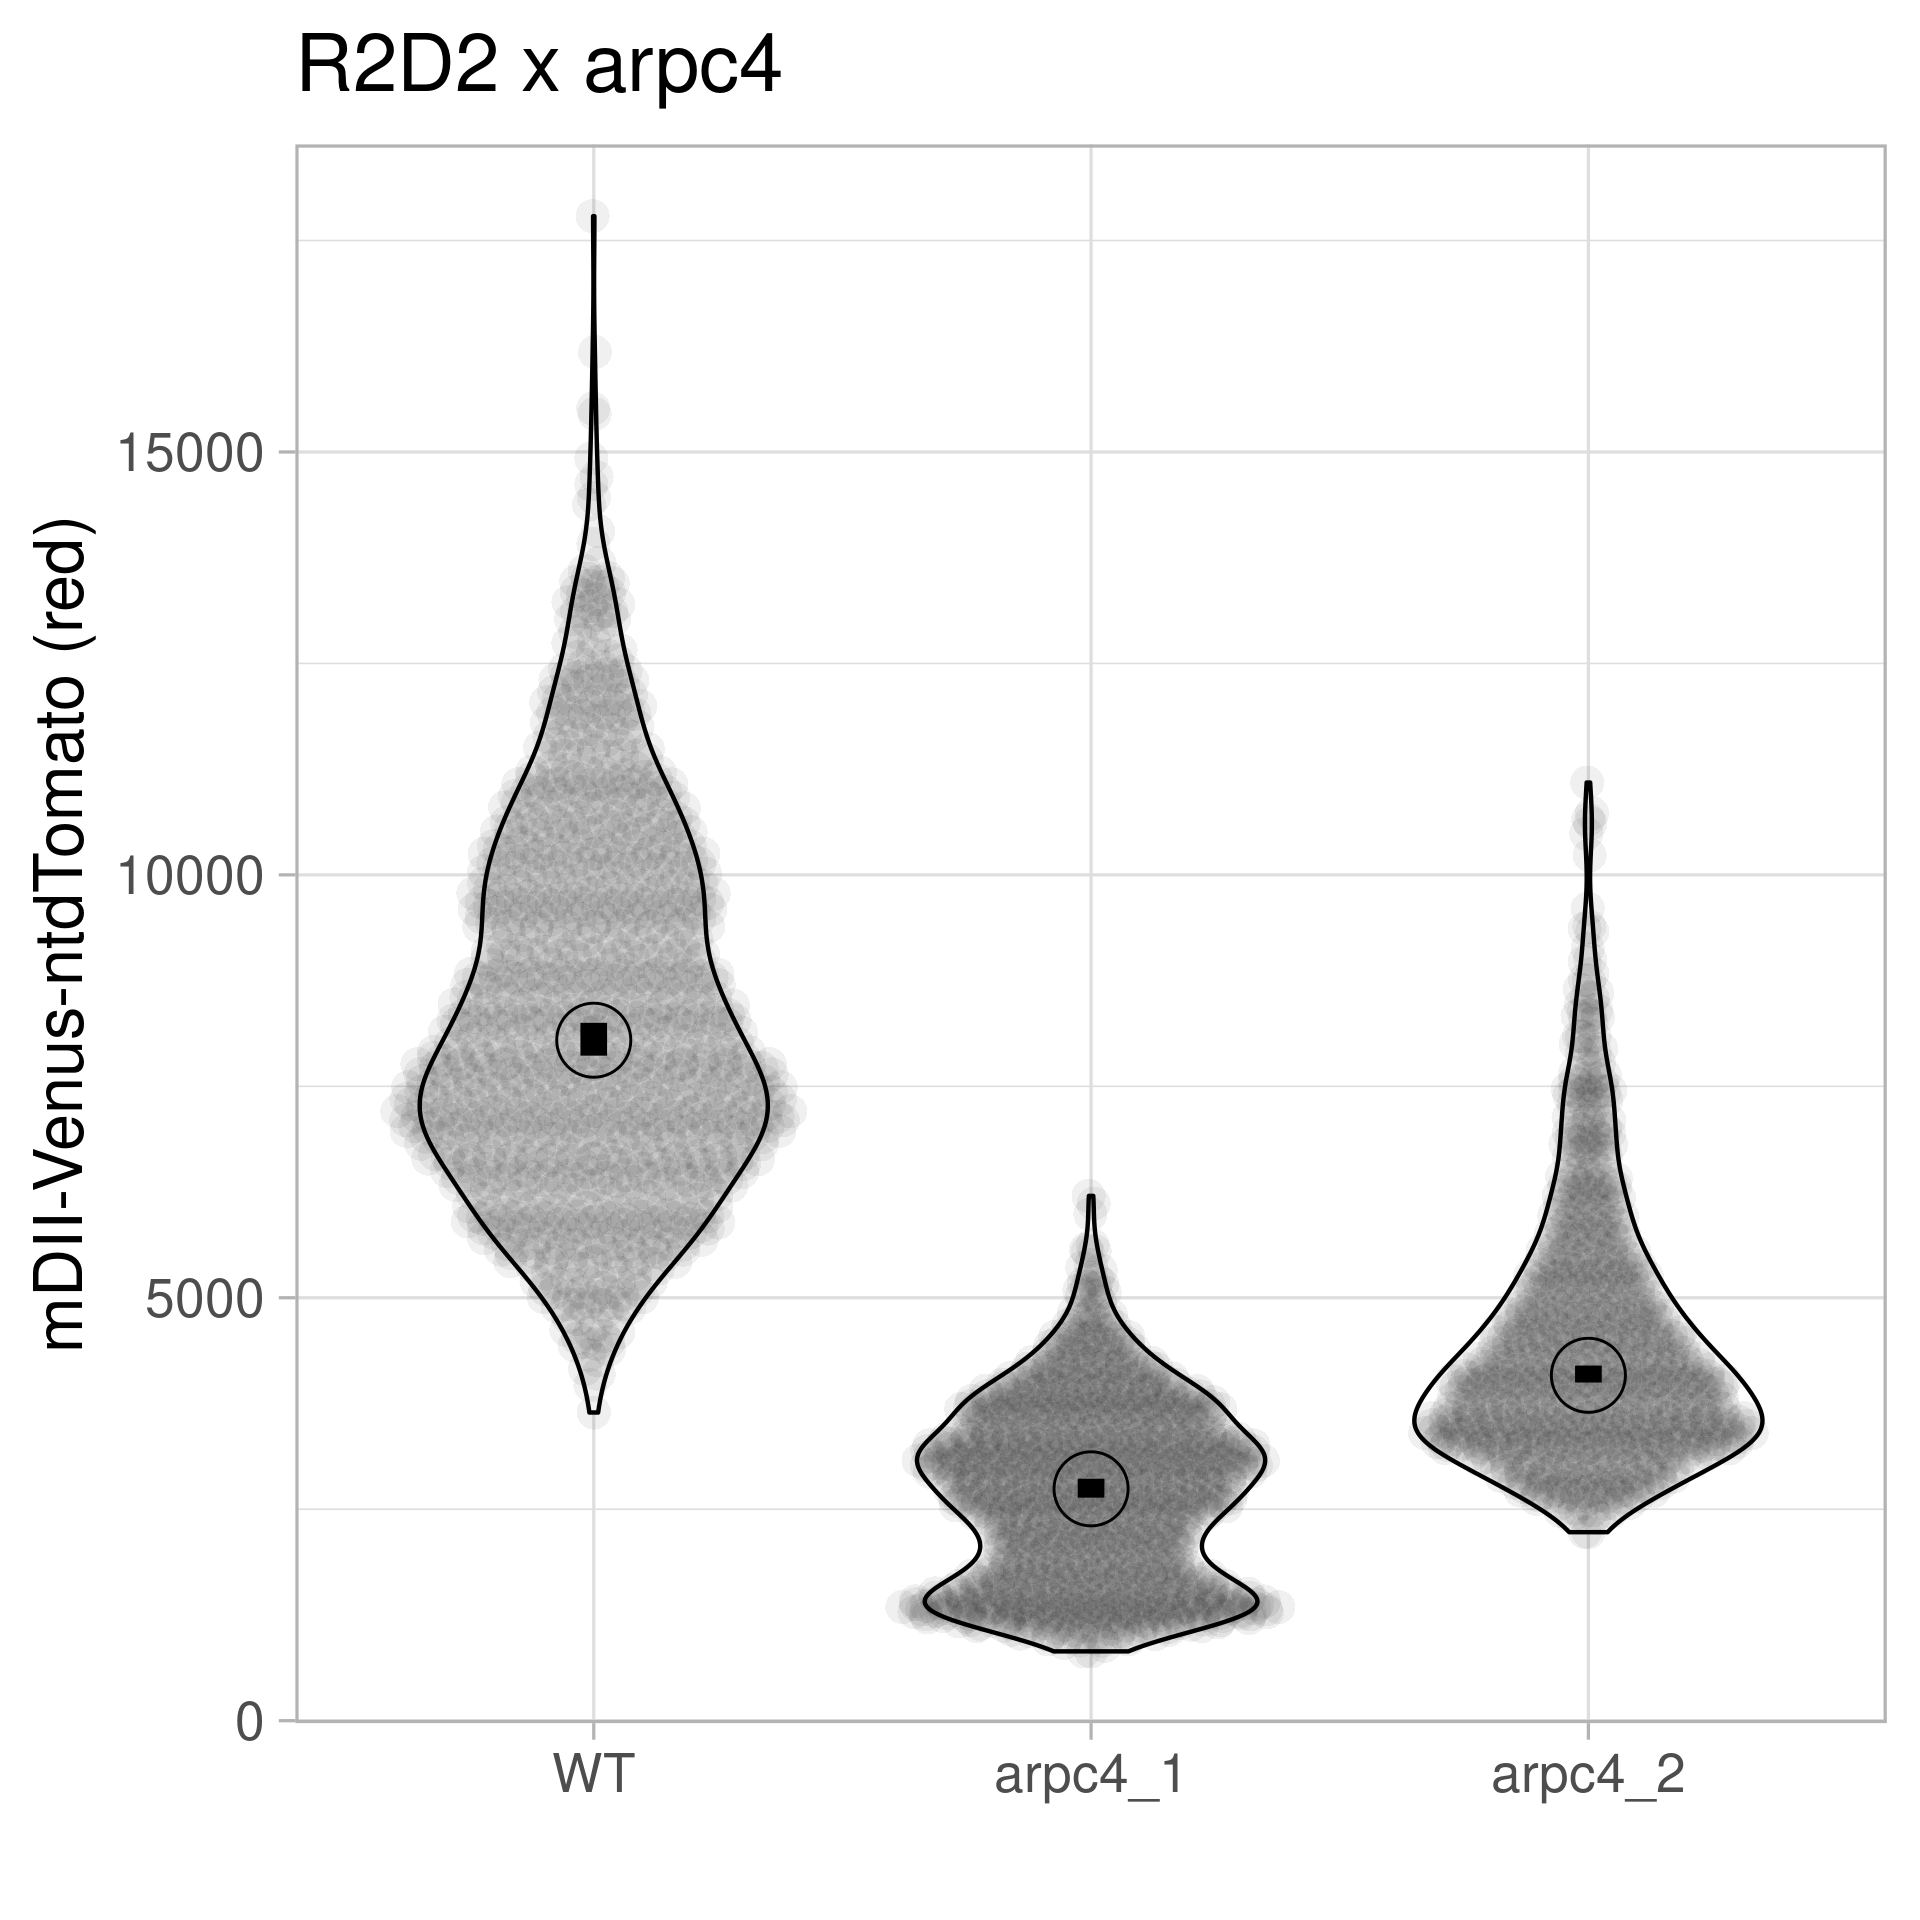 R2D2 x arpc4
mDII-Venus-ntdTomato (red)
15000
10000
5000
0
WT
arpc4_1
arpc4_2